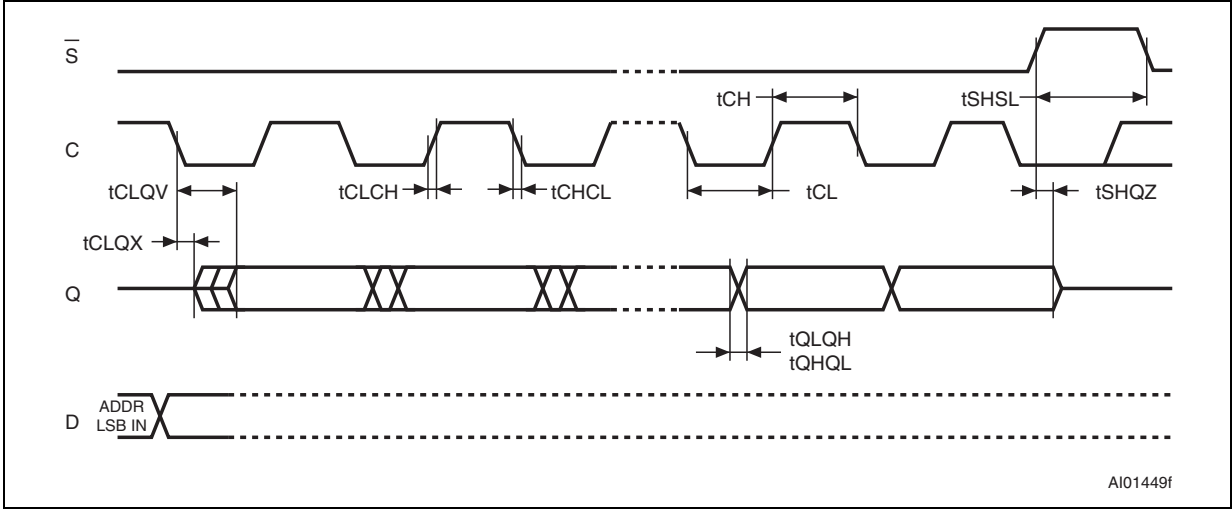 S̅
tCH
tSHSL
C
tCLQV
tCLCH
tCHCL
tCL
tSHQZ
tCLQX
Q
tQLQH
tQHQL
D
ADDR
LSB IN
AI01449f